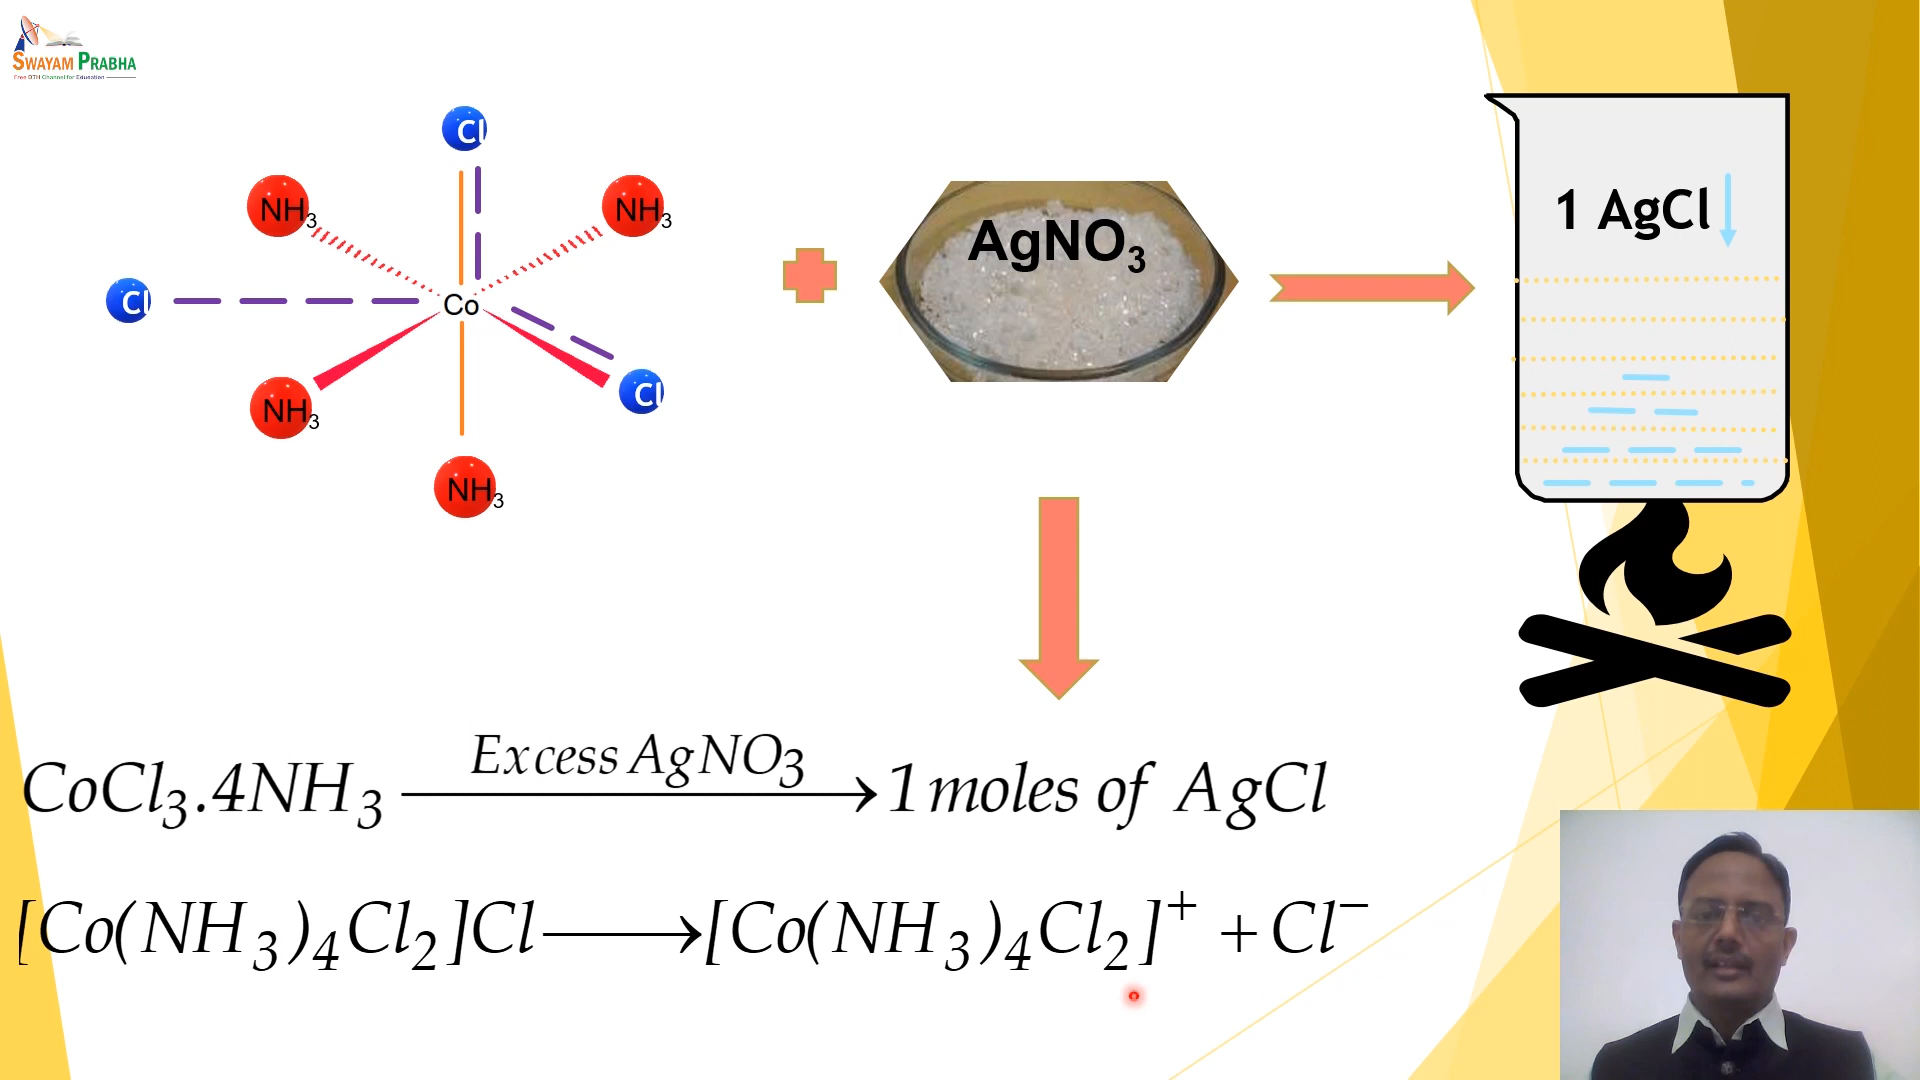 SWAYAM PRABHA
Free DTH Channel for Education
Cl
NH₃
NH₃
Cl
Co
NH₃
Cl
NH₃
AgNO₃
1 AgCl↓
CoCl₃.4NH₃ —Excess AgNO₃→ 1 moles of AgCl
[Co(NH₃)₄Cl₂]Cl → [Co(NH₃)₄Cl₂]⁺ + Cl⁻